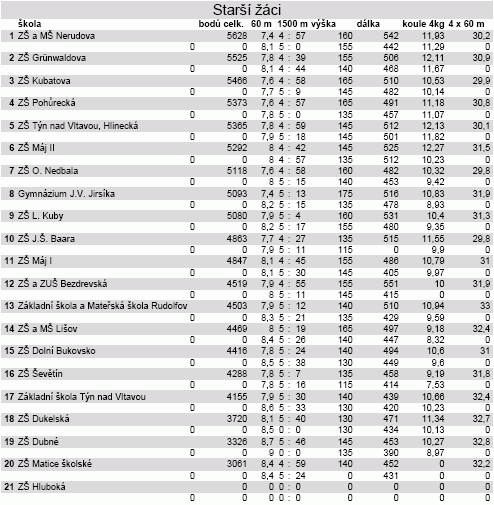 Starší žáci
škola bodů celk. 60 m 1500 m výška dálka koule 4kg 4 x 60 m
1 ZŠ a MŠ Nerudova 5628 7,4 4 : 57 160 542 11,93 30,2
0 0 8,1 5 : 0 155 442 11,29 0
2 ZŠ Grünwaldova 5525 7,8 4 : 39 155 506 12,11 30,9
0 0 8,1 4 : 44 140 468 11,67 0
3 ZŠ Kubatova 5466 7,6 4 : 58 165 510 10,53 29,9
0 0 7,7 5 : 9 145 482 10,14 0
4 ZŠ Pohůrecká 5373 7,6 4 : 57 165 491 11,18 30,8
0 0 7,8 5 : 0 135 457 11,07 0
5 ZŠ Týn nad Vltavou, Hlinecká 5365 7,8 4 : 59 145 512 12,13 30,1
0 0 7,9 5 : 18 145 501 11,82 0
6 ZŠ Máj II 5292 8 4 : 42 145 525 12,27 31,5
0 0 8 4 : 57 135 512 10,23 0
7 ZŠ O. Nedbala 5118 7,6 4 : 58 160 482 10,32 29,8
0 0 8 5 : 15 140 453 9,42 0
8 Gymnázium J.V. Jirsíka 5093 7,4 5 : 13 175 516 10,83 31,9
0 0 8,2 5 : 15 135 478 8,93 0
9 ZŠ L. Kuby 5080 7,9 5 : 4 160 531 10,4 31,3
0 0 8,2 5 : 17 155 480 9,35 0
10 ZŠ J.Š. Baara 4863 7,7 4 : 27 135 515 11,55 29,8
0 0 7,9 5 : 11 115 0 9,9 0
11 ZŠ Máj I 4847 8,1 4 : 45 155 486 10,79 31
0 0 8,1 5 : 30 145 405 9,97 0
12 ZŠ a ZUŠ Bezdrevská 4519 7,9 4 : 55 155 551 10 31,9
0 0 8 5 : 11 145 415 0 0
13 Základní škola a Mateřská škola Rudolfov 4503 7,9 5 : 12 140 510 10,94 33
0 0 8,3 5 : 21 135 429 9,59 0
14 ZŠ a MŠ Lišov 4469 8 5 : 19 165 497 9,18 32,4
0 0 8,4 5 : 26 140 447 8,32 0
15 ZŠ Dolní Bukovsko 4416 7,8 5 : 24 140 494 10,6 31
0 0 8,5 5 : 38 130 449 9,6 0
16 ZŠ Ševětín 4288 7,8 5 : 7 135 458 9,19 31,8
0 0 7,8 5 : 16 115 414 7,53 0
17 Základní škola Týn nad Vltavou 4155 7,9 5 : 30 140 439 10,66 32,4
0 0 8,6 5 : 33 130 420 10,23 0
18 ZŠ Dukelská 3720 8,1 5 : 40 130 471 11,34 32,7
0 0 8,5 0 : 0 130 434 10,13 0
19 ZŠ Dubné 3326 8,7 5 : 46 145 453 10,27 32,8
0 0 9 0 : 0 135 390 8,97 0
20 ZŠ Matice školské 3061 8,4 4 : 59 140 452 0 32,2
0 0 8,4 5 : 24 0 431 0 0
21 ZŠ Hluboká 0 0 0 : 0 0 0 0 0
0 0 0 0 : 0 0 0 0 0